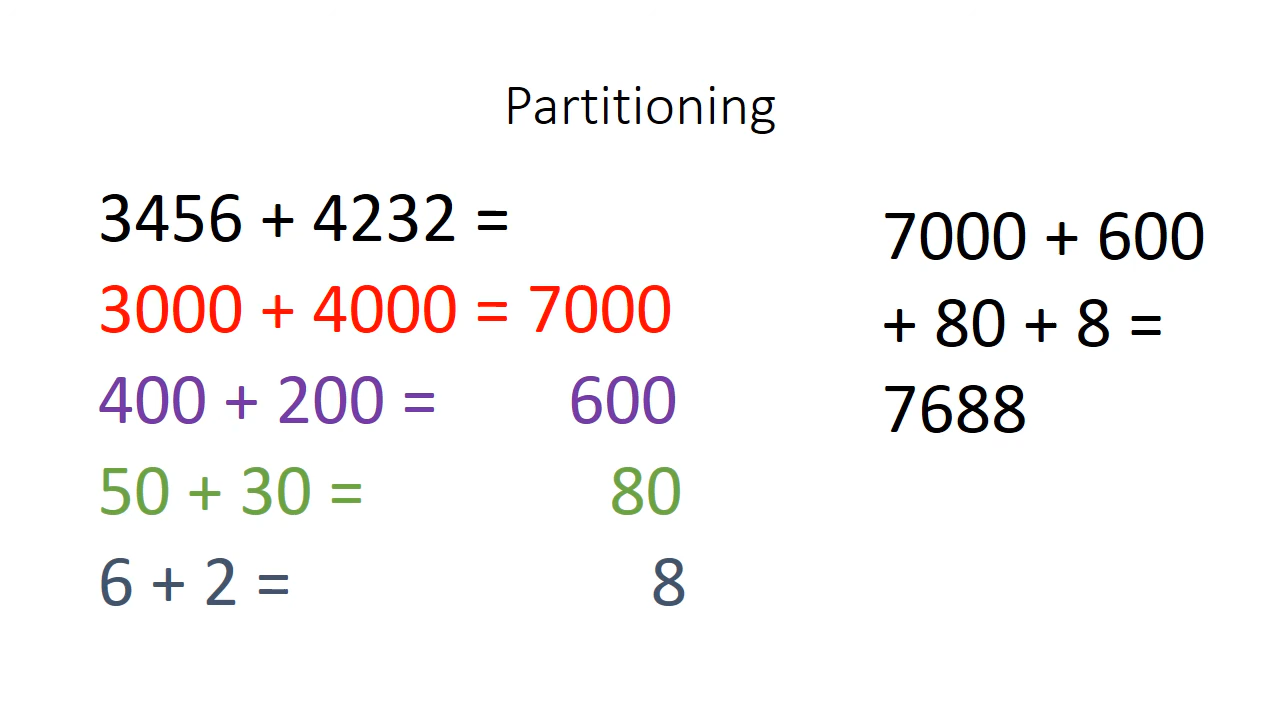 Partitioning
3456 + 4232 =
3000 + 4000 = 7000
400 + 200 = 600
50 + 30 = 80
6 + 2 = 8
7000 + 600
+ 80 + 8 =
7688